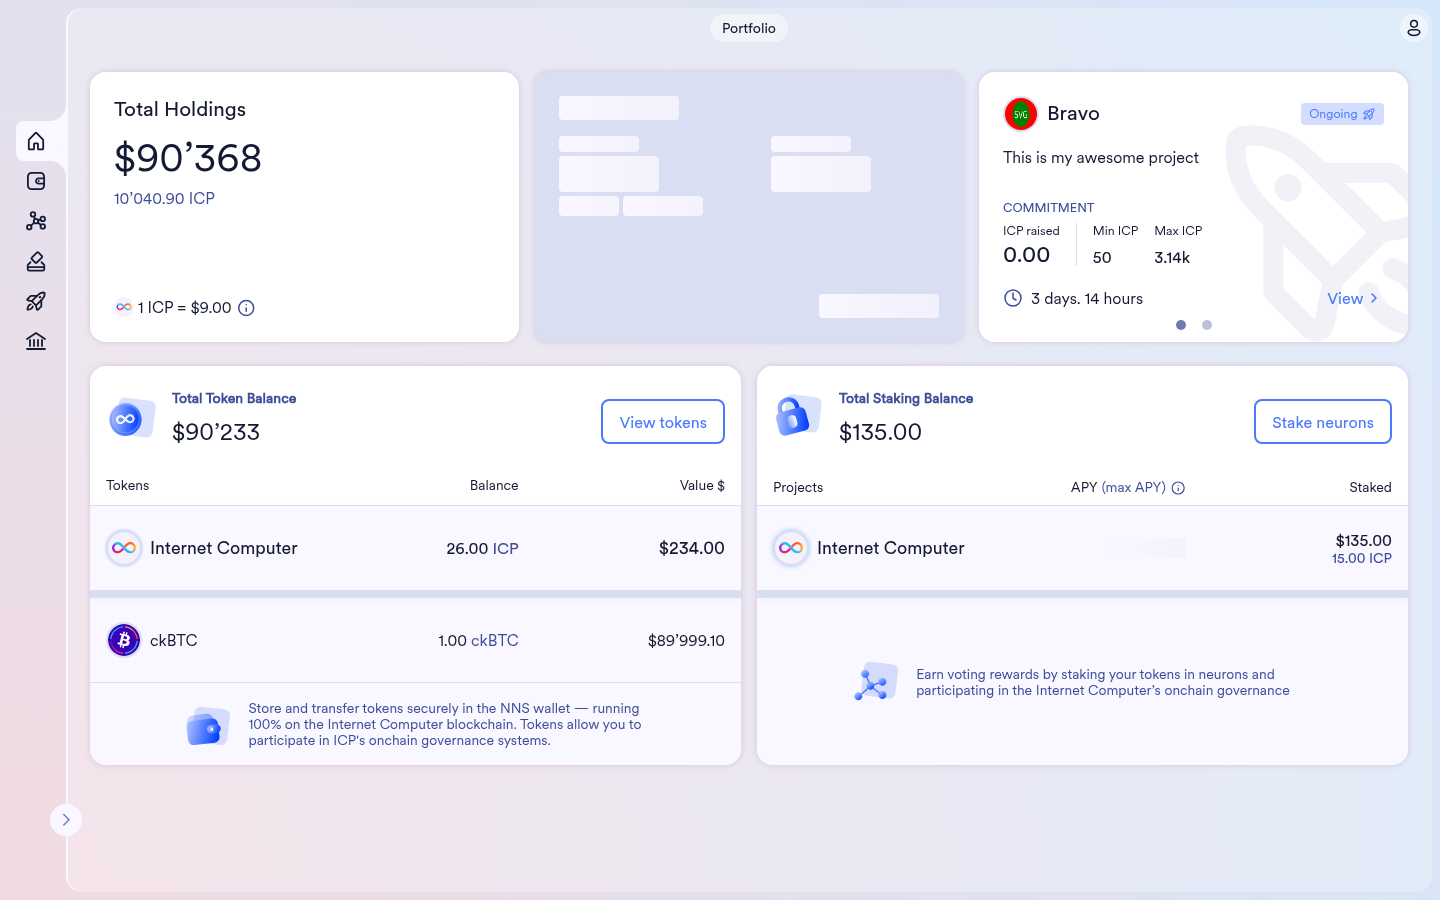 Portfolio
Total Holdings
$90’368
10’040.90 ICP
1 ICP = $9.00
SVG
Bravo
Ongoing
This is my awesome project
COMMITMENT
ICP raised
0.00
Min ICP
50
Max ICP
3.14k
3 days. 14 hours
View
Total Token Balance
$90’233
View tokens
Tokens Balance Value $
Internet Computer 26.00 ICP $234.00
ckBTC 1.00 ckBTC $89’999.10
Store and transfer tokens securely in the NNS wallet — running
100% on the Internet Computer blockchain. Tokens allow you to
participate in ICP's onchain governance systems.
Total Staking Balance
$135.00
Stake neurons
Projects APY (max APY) Staked
Internet Computer $135.00
15.00 ICP
Earn voting rewards by staking your tokens in neurons and
participating in the Internet Computer’s onchain governance